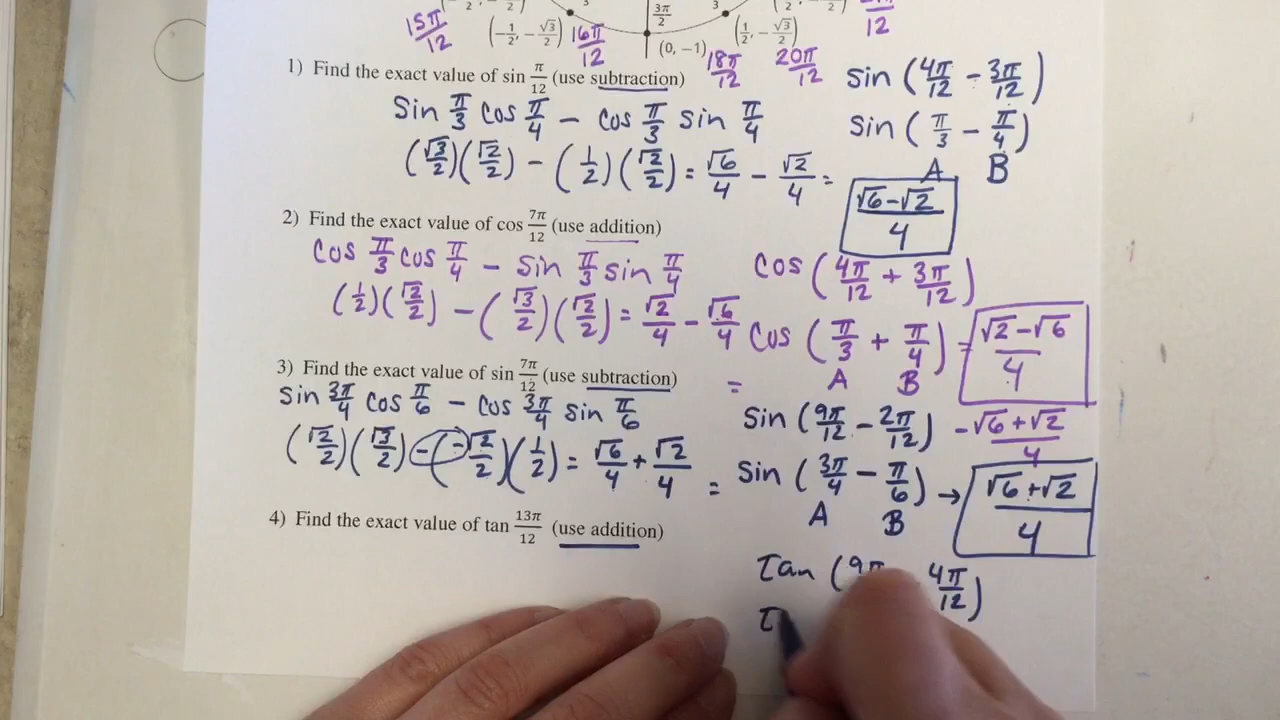 3π/2
15π/12
(-1/2, -√3/2)
16π/12
(0, -1)
18π/12
(1/2, -√3/2)
20π/12
12
1) Find the exact value of sin π/12 (use subtraction)
sin (4π/12 - 3π/12)
sin π/3 cos π/4 - cos π/3 sin π/4
sin (π/3 - π/4)
A B
(√3/2)(√2/2) - (1/2)(√2/2) = √6/4 - √2/4 =
√6-√2/4
2) Find the exact value of cos 7π/12 (use addition)
cos π/3 cos π/4 - sin π/3 sin π/4
cos (4π/12 + 3π/12)
(1/2)(√2/2) - (√3/2)(√2/2) = √2/4 - √6/4
cos (π/3 + π/4) = √2-√6/4
A B
=
3) Find the exact value of sin 7π/12 (use subtraction)
sin 3π/4 cos π/6 - cos 3π/4 sin π/6
sin (9π/12 - 2π/12)
-√6+√2/4
(√2/2)(√3/2) - (-√2/2)(1/2) = √6/4 + √2/4
= sin (3π/4 - π/6) → √6+√2/4
A B
4) Find the exact value of tan 13π/12 (use addition)
tan (9π 4π/12)